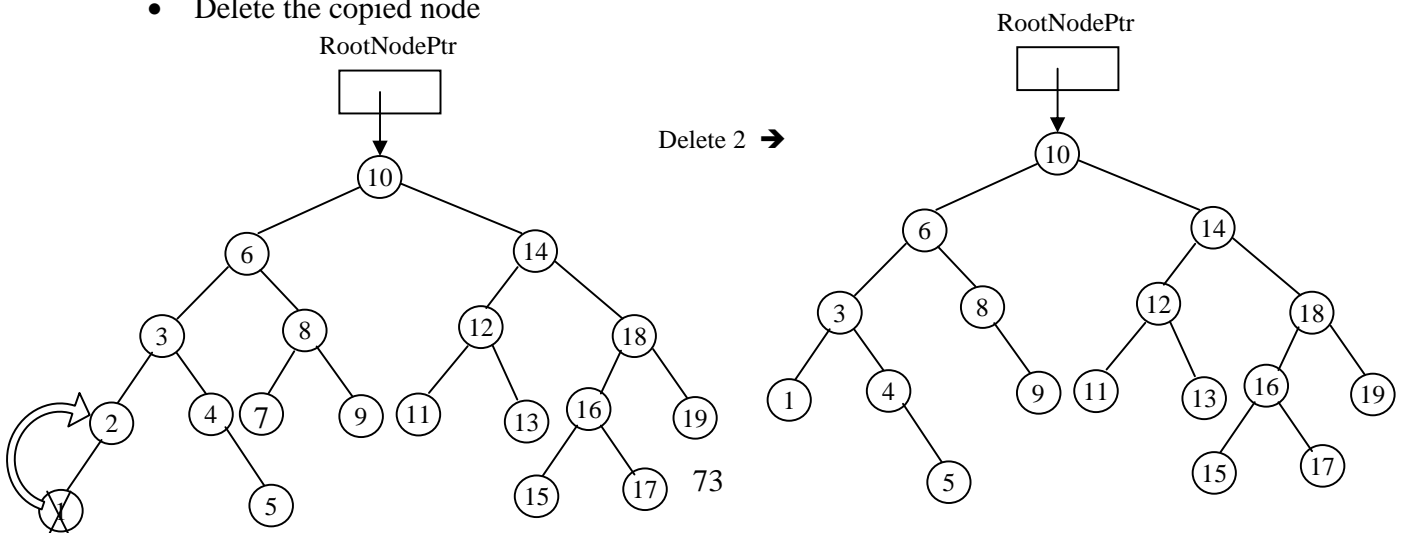 • Delete the copied node
RootNodePtr
10
6 14
3 8 12 18
2 4 7 9 11 13 16 19
1 5 15 17
Delete 2 ➔
RootNodePtr
10
6 14
3 8 12 18
1 4 9 11 13 16 19
5 15 17
73